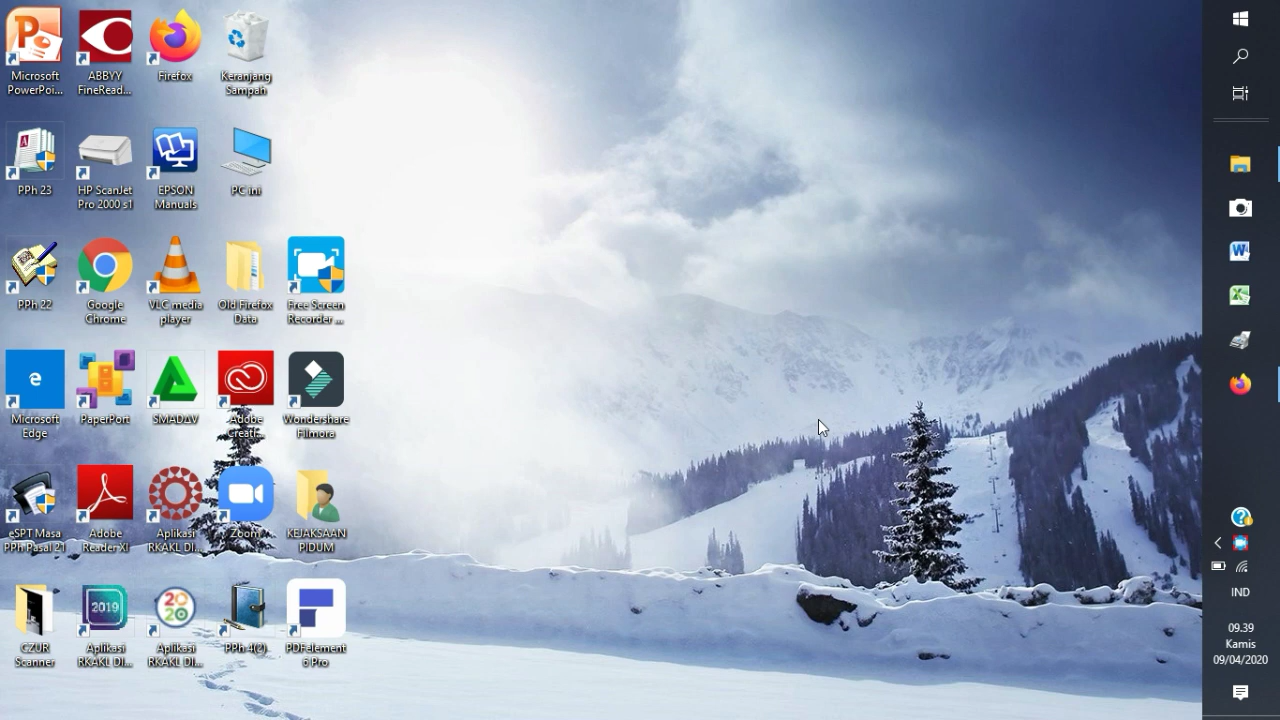 Microsoft
PowerPoi...
ABBYY
FineRead...
Firefox
Keranjang
Sampah
PPh 23
HP ScanJet
Pro 2000 s1
EPSON
Manuals
PC ini
PPh 22
Google
Chrome
VLC media
player
Old Firefox
Data
Free Screen
Recorder ...
Microsoft
Edge
PaperPort
SMADΔV
Adobe
Creati...
Wondershare
Filmora
eSPT Masa
PPh Pasal 21
Adobe
Reader XI
Aplikasi
RKAKL DI...
Zoom
KEJAKSAAN
PIDUM
CZUR
Scanner
2019
Aplikasi
RKAKL DI...
2020
Aplikasi
RKAKL DI...
PPh 4(2)
PDFelement
6 Pro
IND
09.39
Kamis
09/04/2020